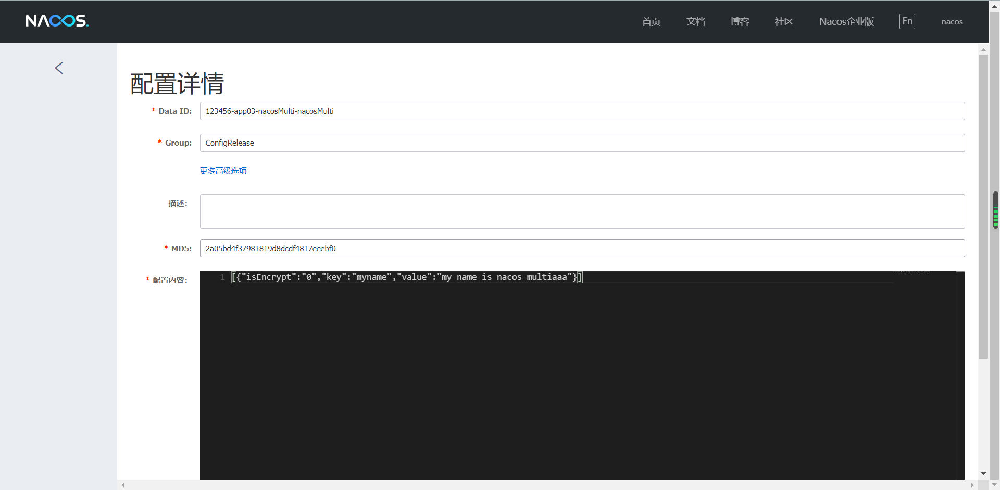 NACOS.
首页 文档 博客 社区 Nacos企业版 En nacos
配置详情
* Data ID: 123456-app03-nacosMulti-nacosMulti
* Group: ConfigRelease
更多高级选项
描述:
* MD5: 2a05bd4f37981819d8dcdf4817eeebf0
* 配置内容:
1 [{"isEncrypt":"0","key":"myname","value":"my name is nacos multiaaa"}]